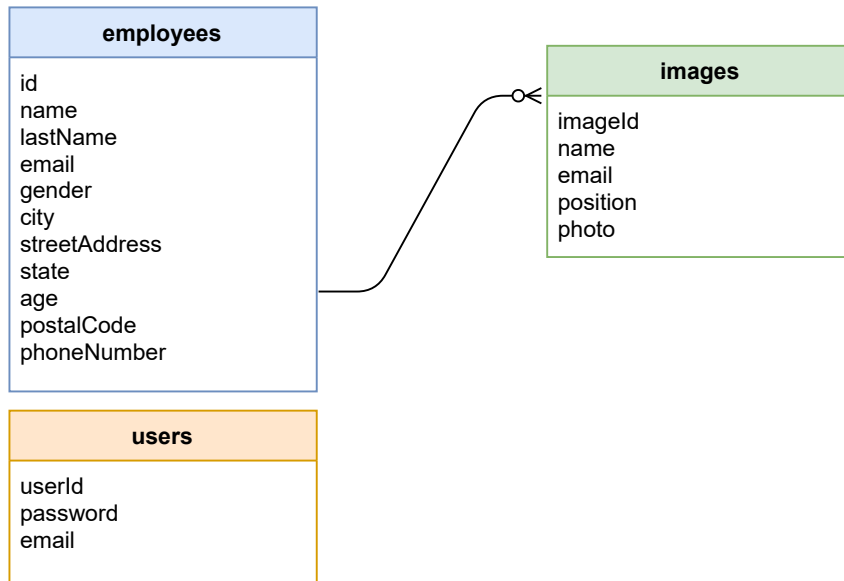 employees
id
name
lastName
email
gender
city
streetAddress
state
age
postalCode
phoneNumber
images
imageId
name
email
position
photo
users
userId
password
email